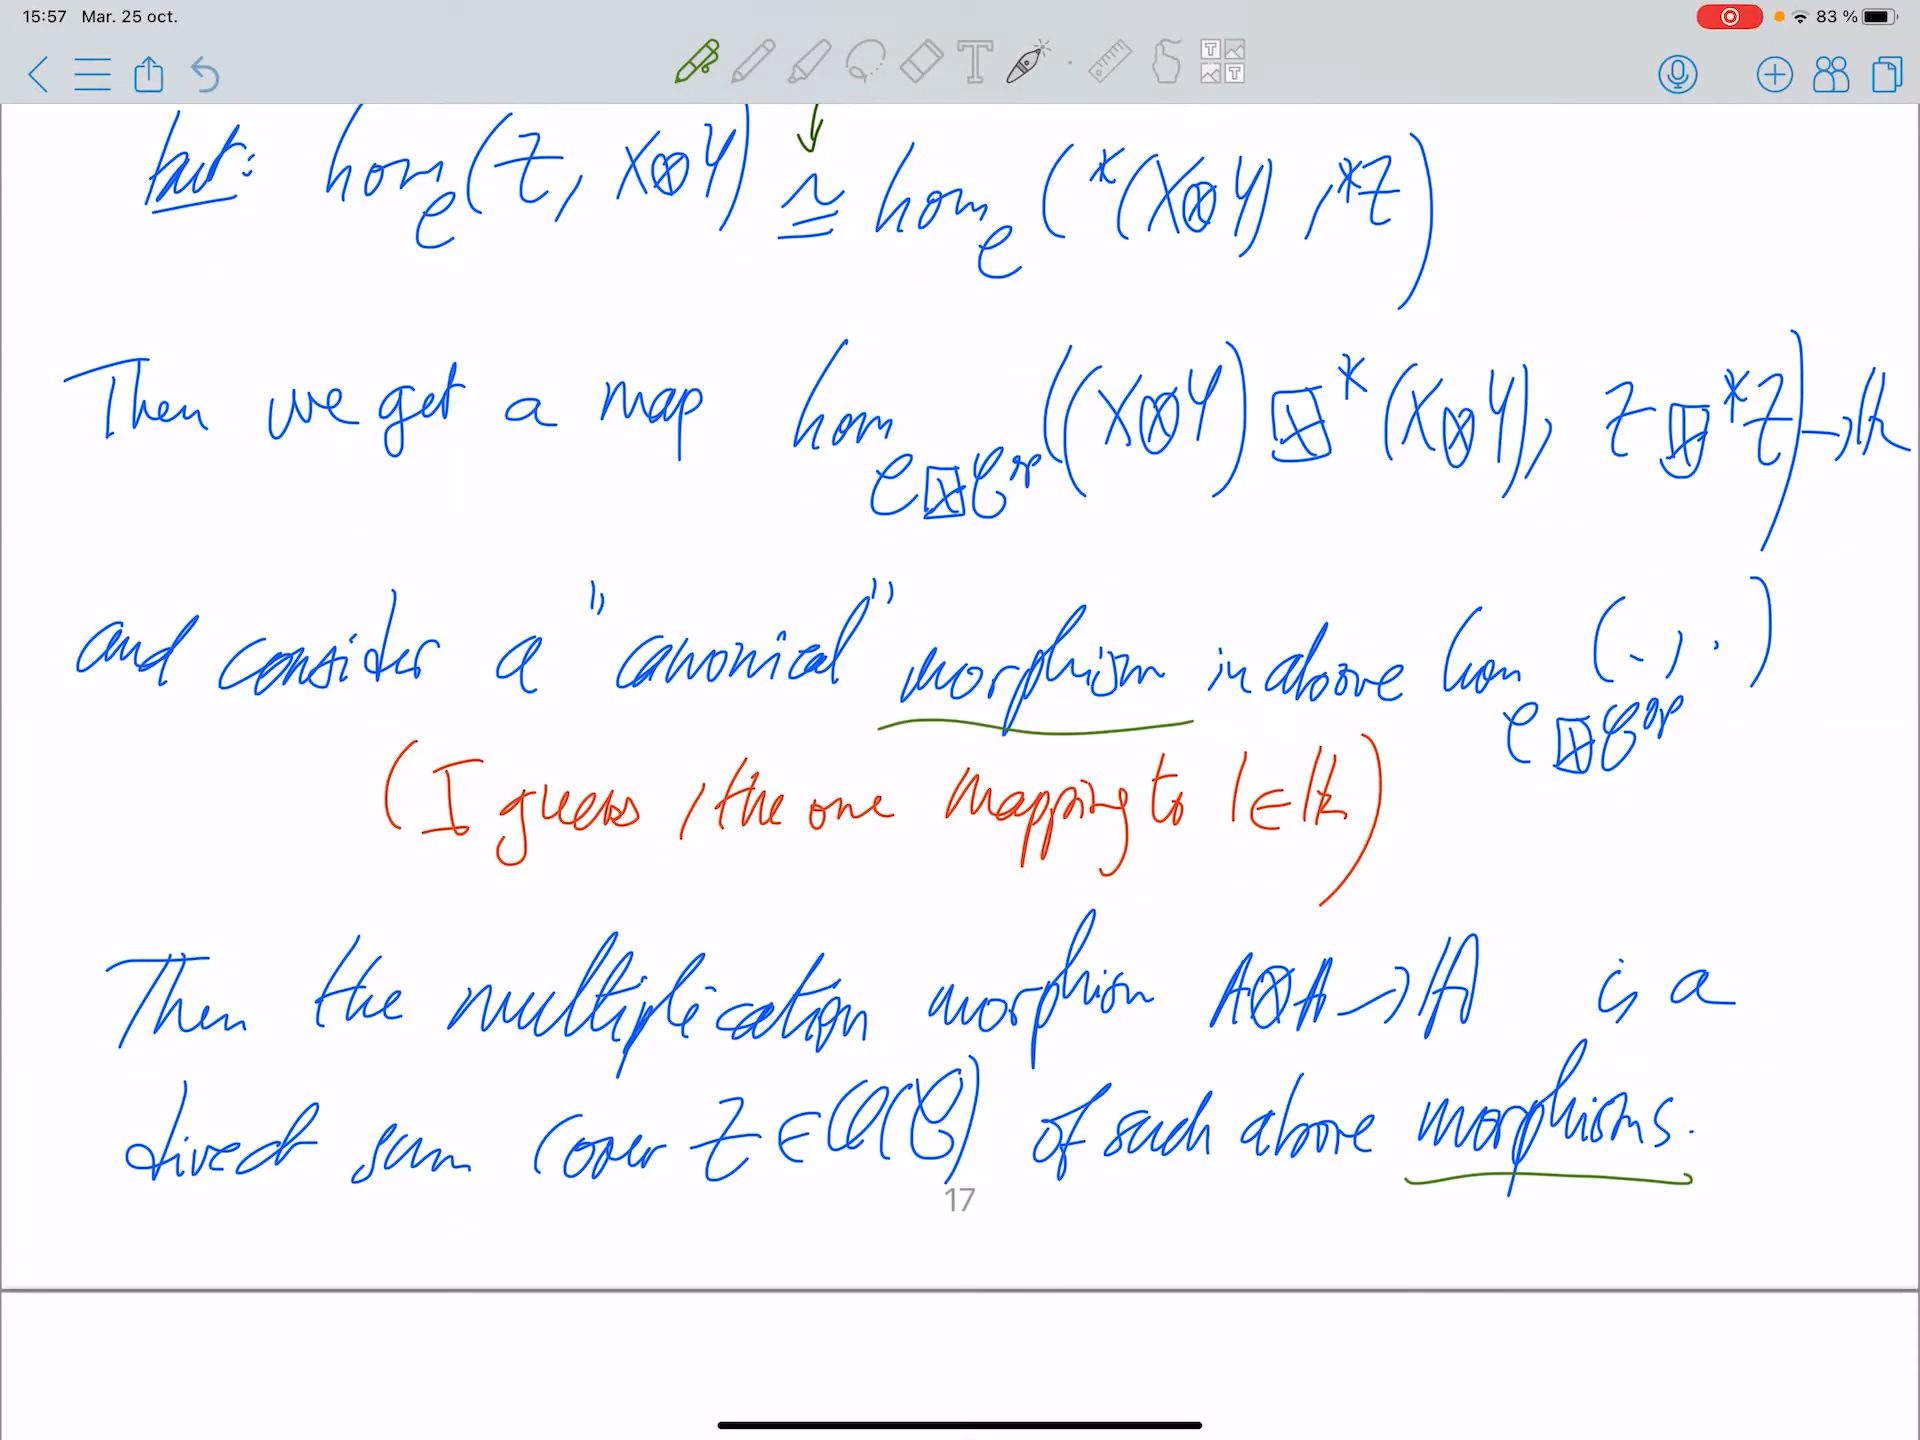 15:57 Mar. 25 oct. 83 %
but: hom_C(Z, X⊗Y) ≃ hom_C(*(X⊗Y), *Z)
Then we get a map hom_{C⊠C^op}((X⊗Y)⊠*(X⊗Y), Z⊠*Z)→𝕜
and consider a "canonical" morphism in above hom_{C⊠C^op}(·,·)
(I guess, the one mapping to 1∈𝕜)
Then the multiplication morphism A⊗A→A is a
direct sum (over Z∈O(C)) of such above morphisms.
17